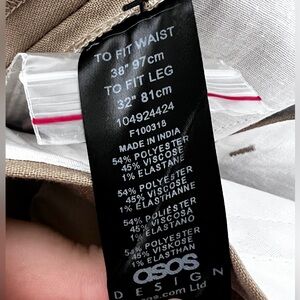 TO FIT WAIST
38" 97cm
TO FIT LEG
32" 81cm
104924424
F100318
MADE IN INDIA
54% POLYESTER
45% VISCOSE
1% ELASTANE
54% POLYESTER
45% VISCOSE
1% ELASTHANNE
54% POLIÉSTER
45% VISCOSA
1% ELASTANO
54% POLYESTER
45% VISKOSE
1% ELASTHAN
asos
DESIGN
.com Ltd